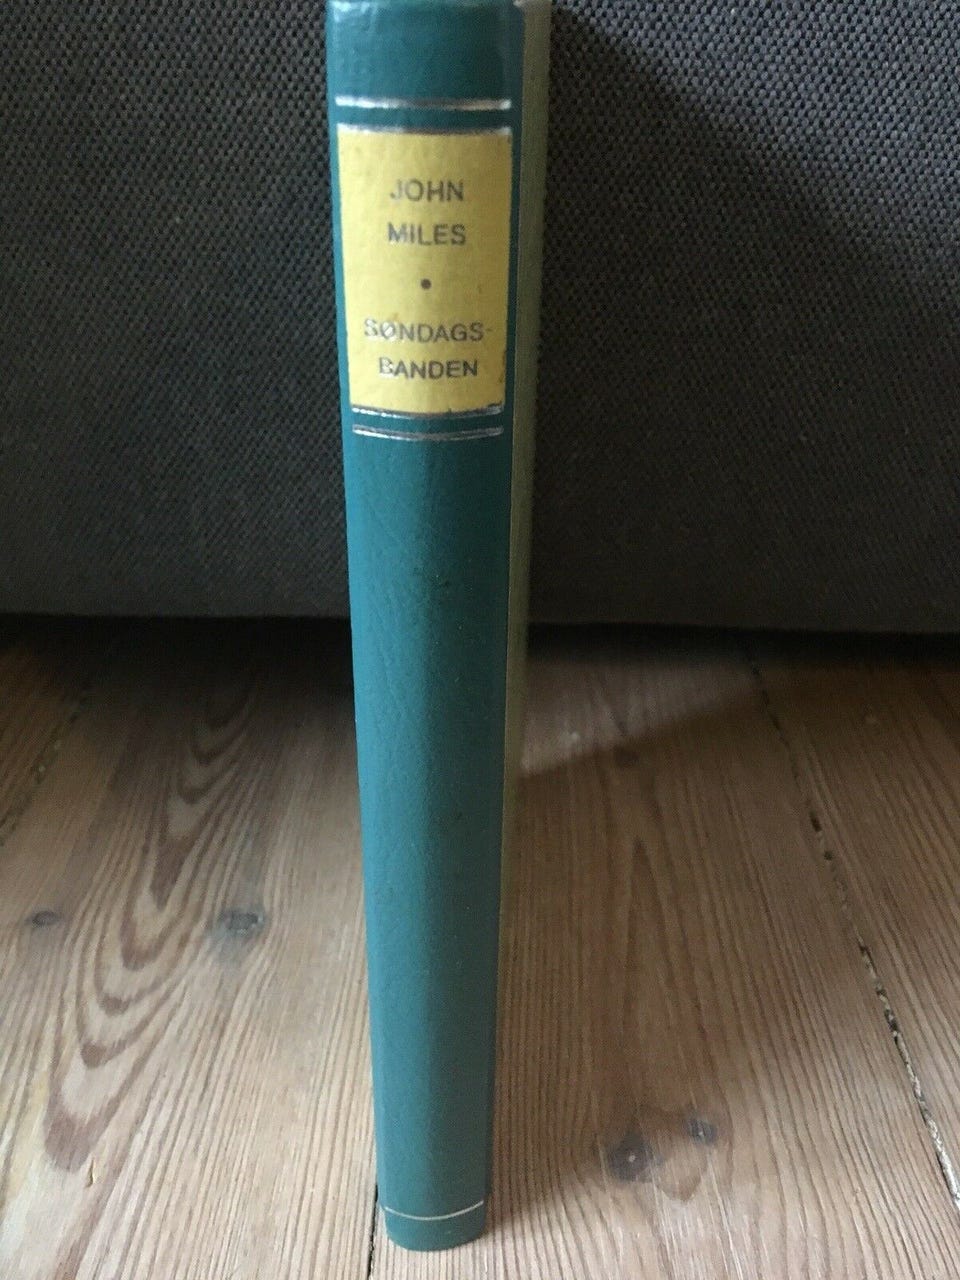 JOHN
MILES
•
SØNDAGS-
BANDEN